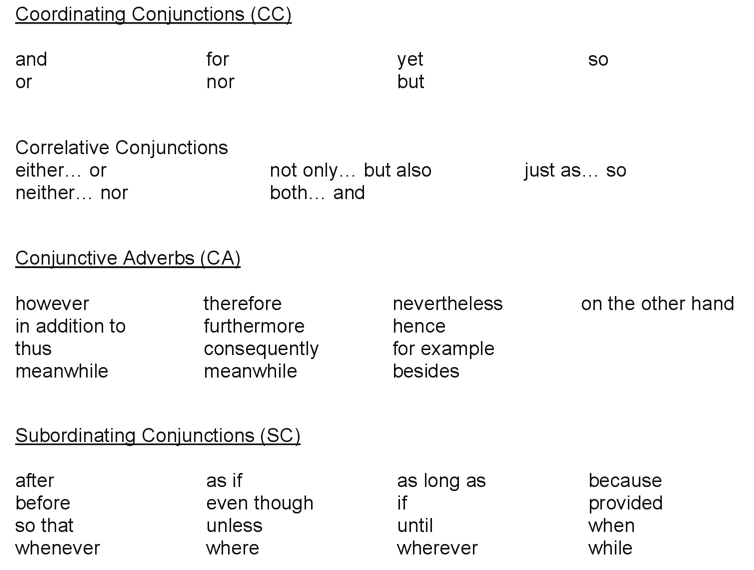 Coordinating Conjunctions (CC)
and for yet so
or nor but
Correlative Conjunctions
either… or not only… but also just as… so
neither… nor both… and
Conjunctive Adverbs (CA)
however therefore nevertheless on the other hand
in addition to furthermore hence
thus consequently for example
meanwhile meanwhile besides
Subordinating Conjunctions (SC)
after as if as long as because
before even though if provided
so that unless until when
whenever where wherever while